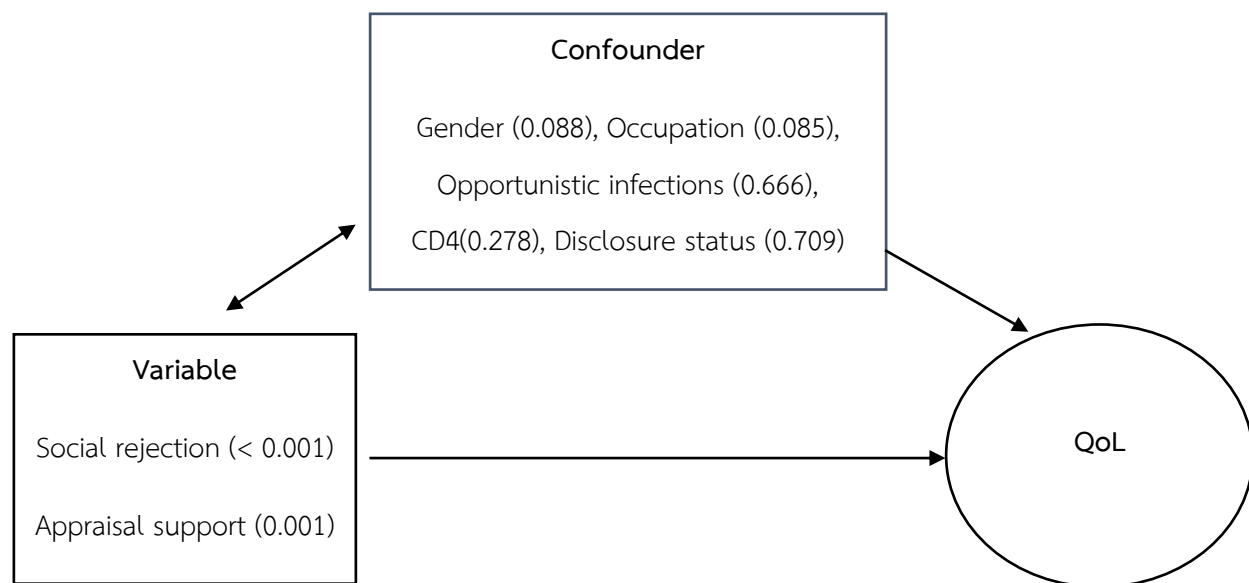 Confounder
Gender (0.088), Occupation (0.085),
Opportunistic infections (0.666),
CD4(0.278), Disclosure status (0.709)
Variable
Social rejection (< 0.001)
Appraisal support (0.001)
QoL